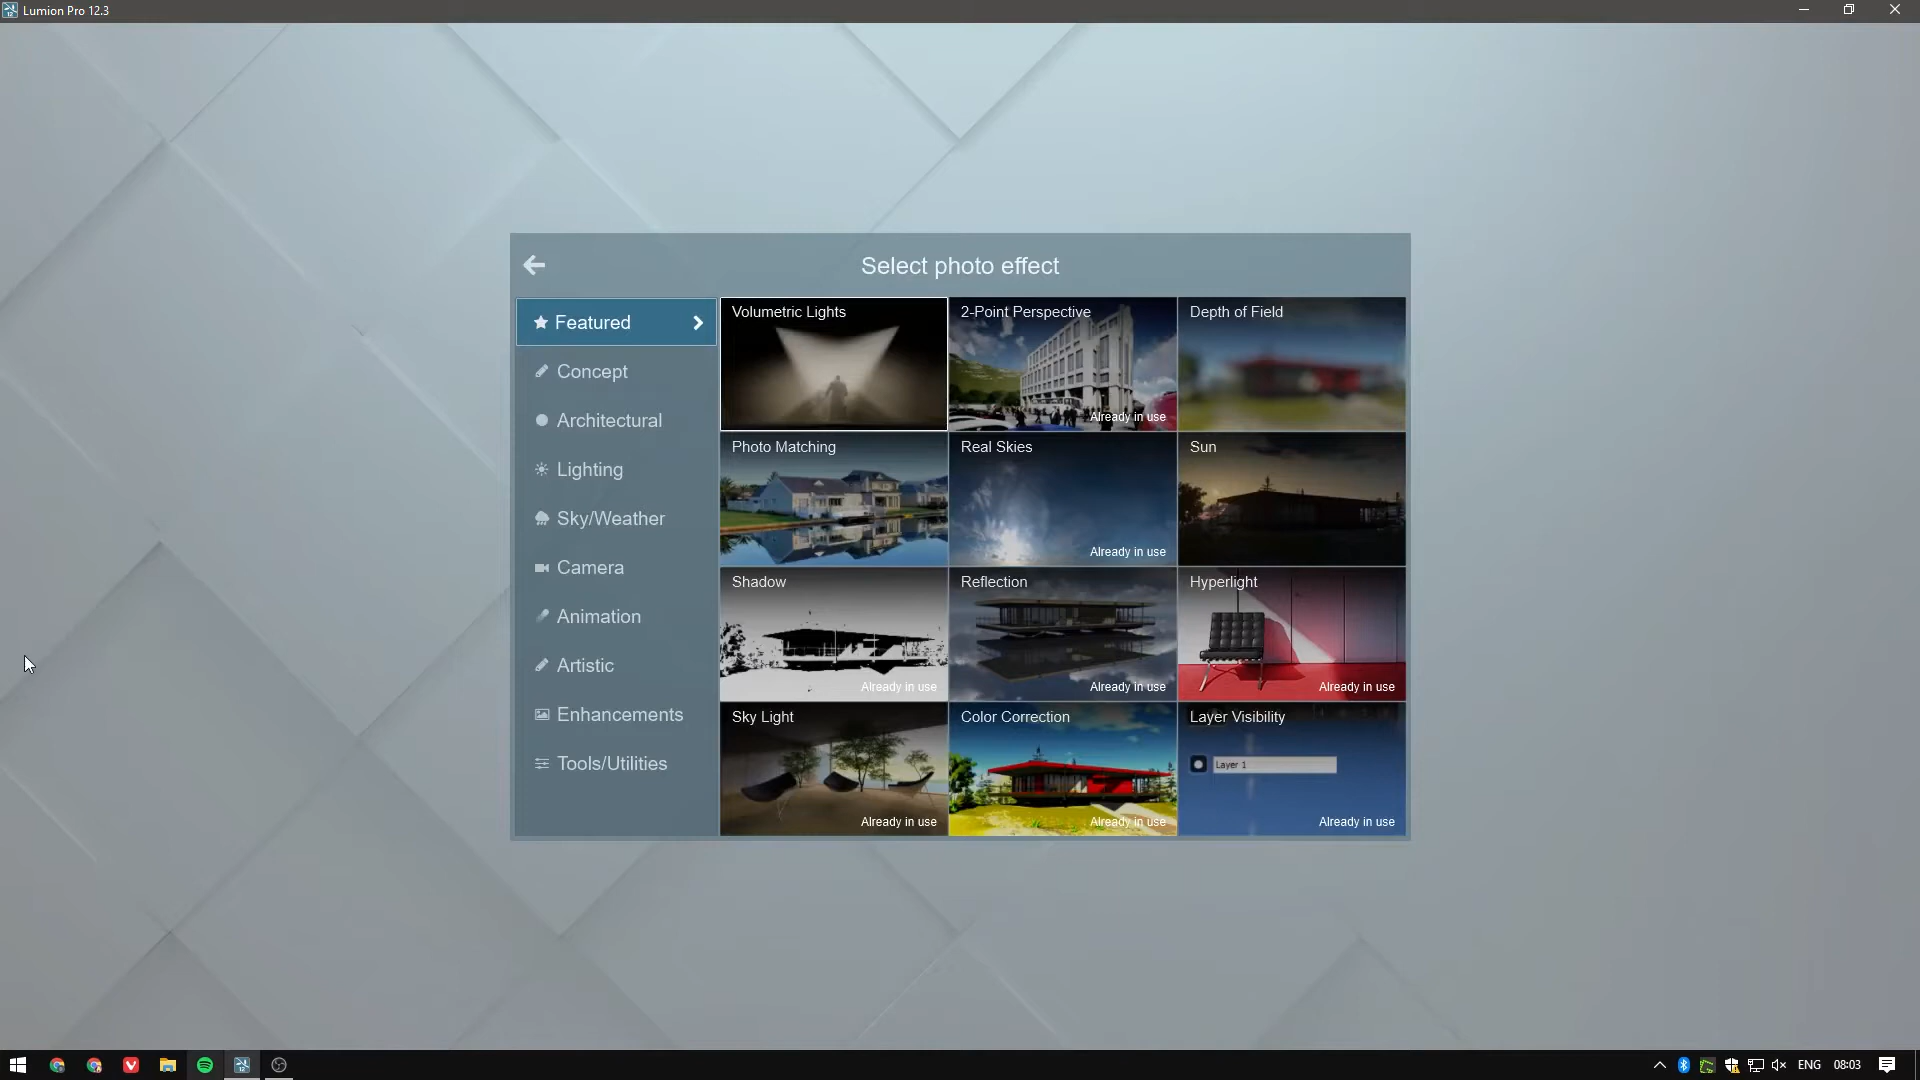 Lumion Pro 12.3
Select photo effect
Featured
Concept
Architectural
Lighting
Sky/Weather
Camera
Animation
Artistic
Enhancements
Tools/Utilities
Volumetric Lights
2-Point Perspective
Already in use
Depth of Field
Photo Matching
Real Skies
Already in use
Sun
Shadow
Already in use
Reflection
Already in use
Hyperlight
Already in use
Sky Light
Already in use
Color Correction
Already in use
Layer Visibility
Layer 1
Already in use
12
ENG
08:03